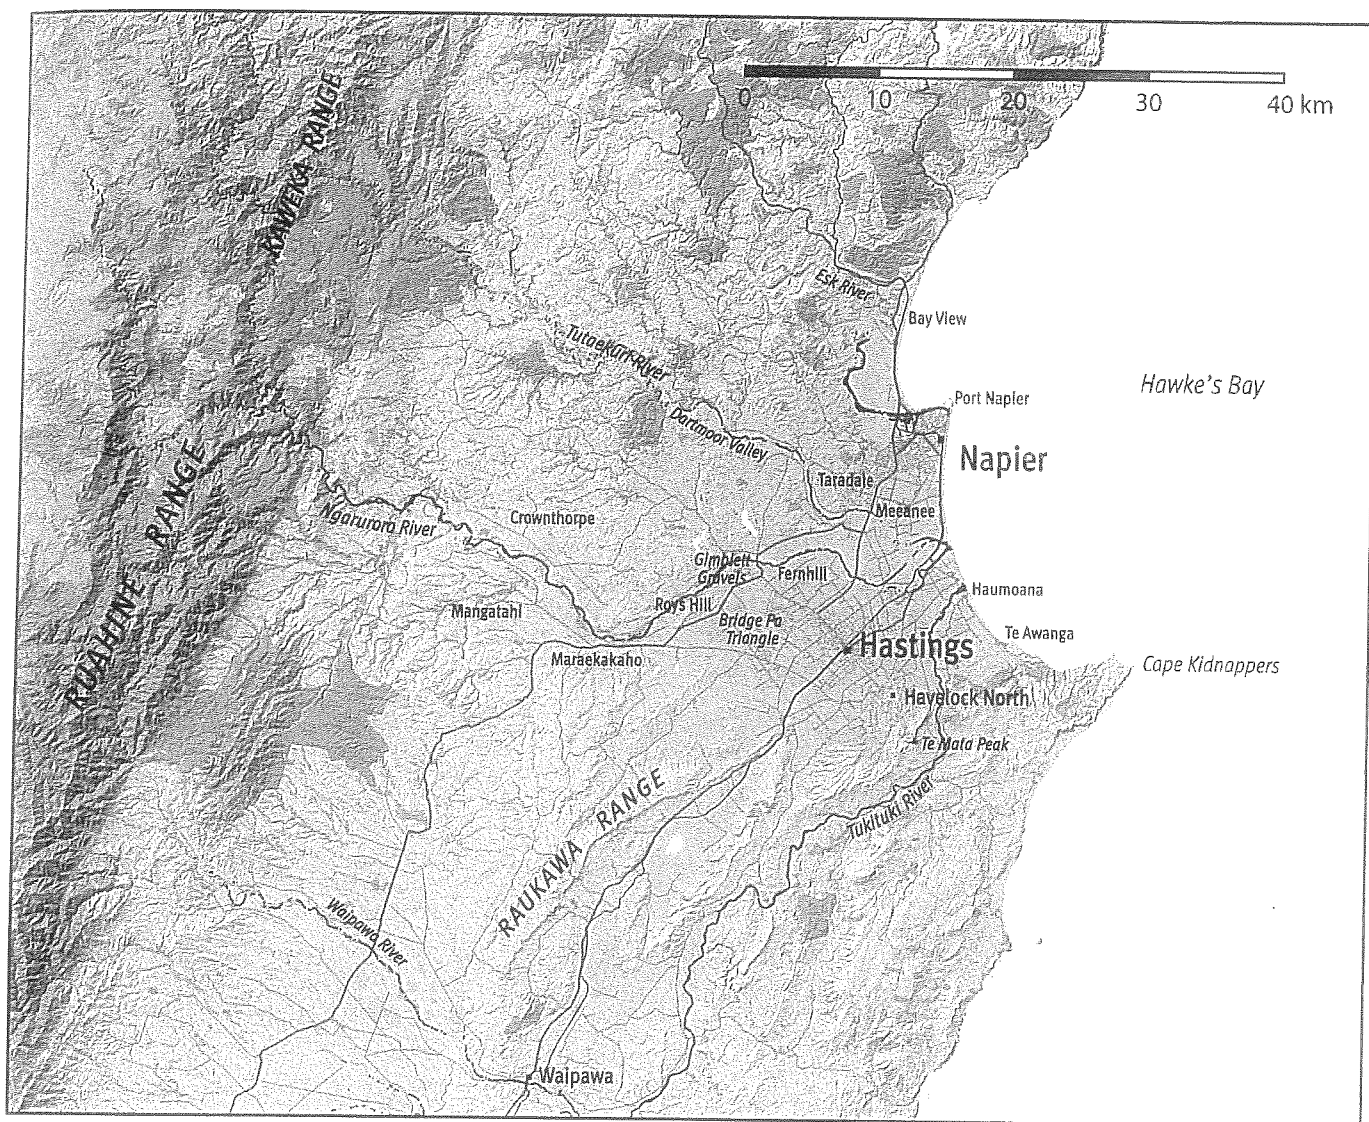 KAWEKA RANGE
0 10 20 30 40 km
Esk River
Bay View
Tutaekuri River
Hawke's Bay
Port Napier
Dartmoor Valley
Napier
RUAHINE RANGE
Taradale
Ngaruroro River
Crownthorpe
Meeanee
Gimblett
Gravels
Fernhill
Haumoana
Mangatahi
Roys Hill
Bridge Pa
Triangle
Te Awanga
Hastings
Maraekakaho
Cape Kidnappers
Havelock North
Te Mata Peak
RAUKAWA RANGE
Tukituki River
Waipawa River
Waipawa